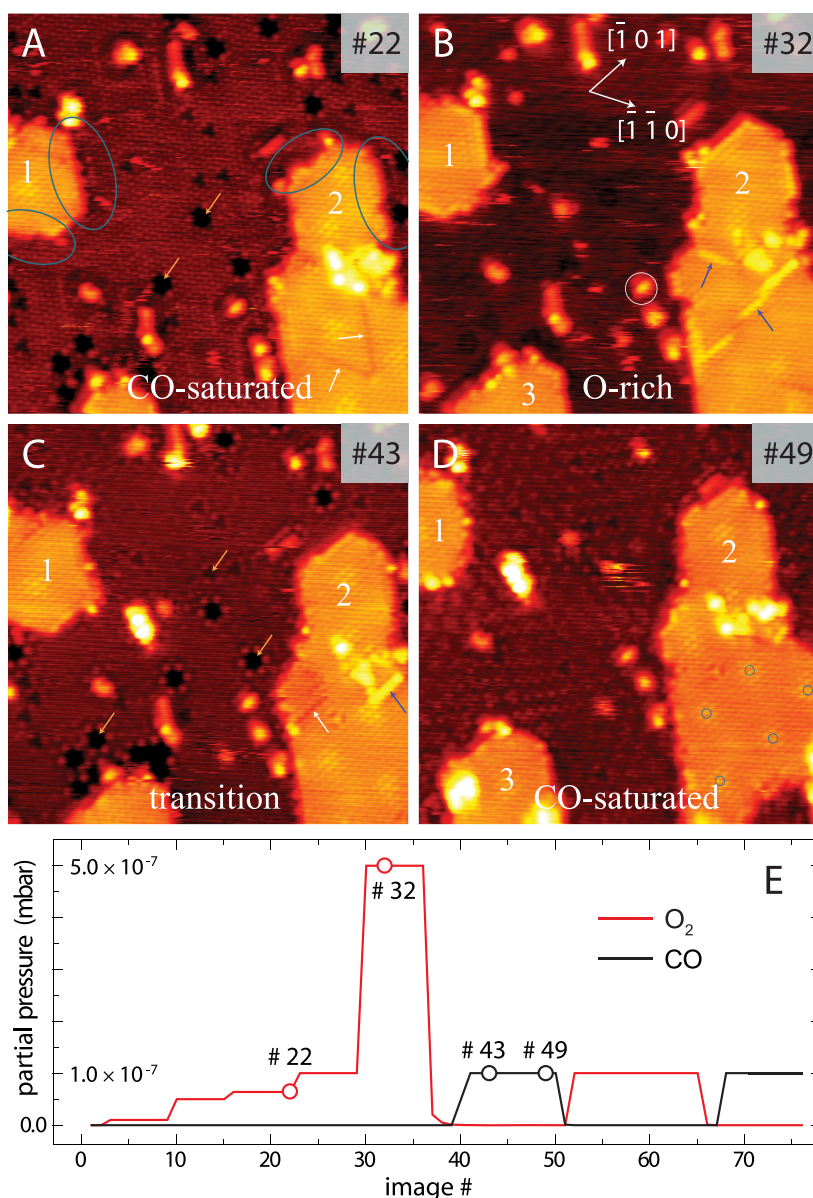 A #22
1
2
CO-saturated
B [1̄ 0 1] #32
[1̄ 1̄ 0]
1
2
3
O-rich
C #43
1
2
transition
D #49
1
2
3
CO-saturated
E
partial pressure (mbar)
5.0 × 10⁻⁷
1.0 × 10⁻⁷
0.0
# 32
# 22
# 43
# 49
O₂
CO
0 10 20 30 40 50 60 70
image #